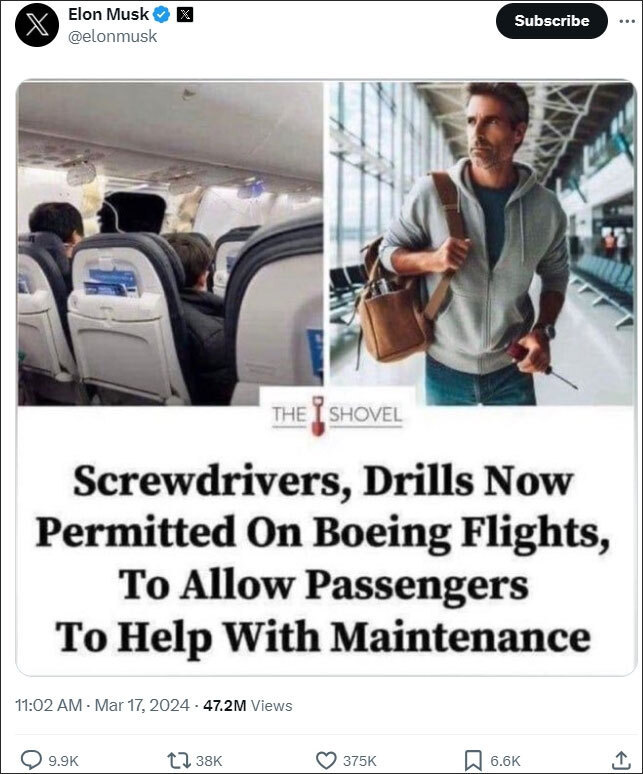 Elon Musk
@elonmusk
Subscribe
THE SHOVEL
Screwdrivers, Drills Now
Permitted On Boeing Flights,
To Allow Passengers
To Help With Maintenance
11:02 AM · Mar 17, 2024 · 47.2M Views
9.9K 38K 375K 6.6K